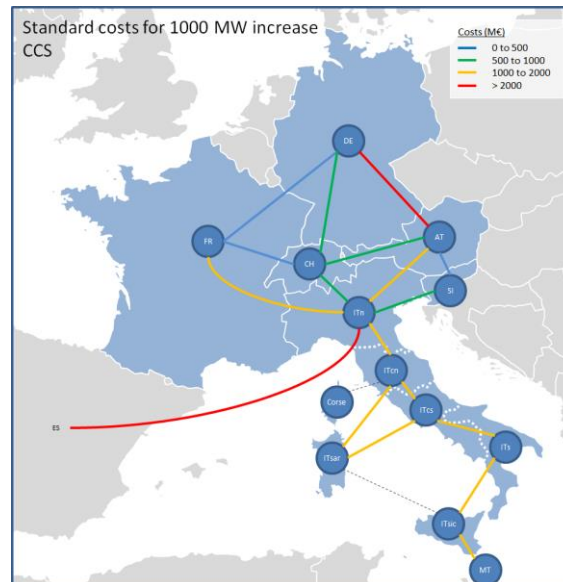 Standard costs for 1000 MW increase
CCS
Costs (M€)
0 to 500
500 to 1000
1000 to 2000
> 2000
DE
FR
AT
CH
SI
ITn
ITcn
Corse
ITcs
ES
ITs
ITsar
ITsic
MT